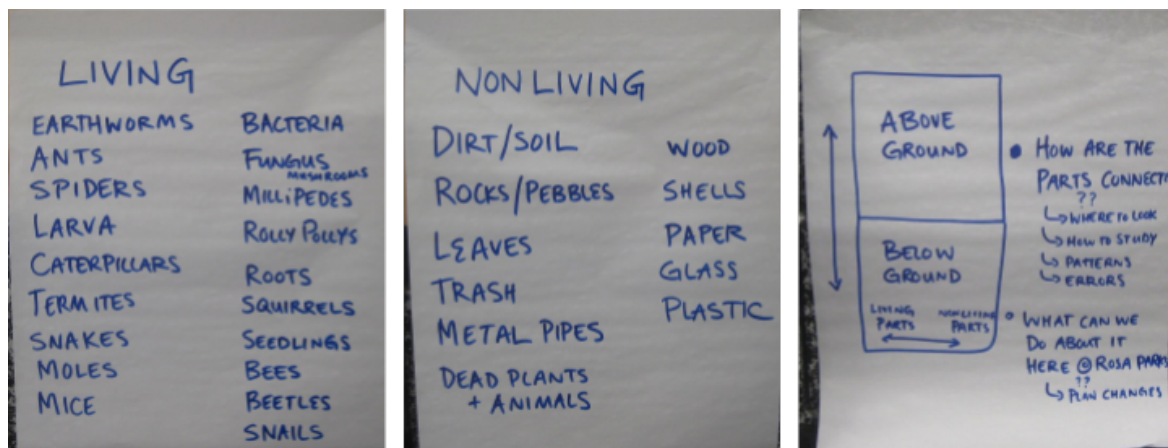 LIVING
EARTHWORMS
ANTS
SPIDERS
LARVA
CATERPILLARS
TERMITES
SNAKES
MOLES
MICE
BACTERIA
FUNGUS
MUSHROOMS
MILLIPEDES
ROLLY POLLYS
ROOTS
SQUIRRELS
SEEDLINGS
BEES
BEETLES
SNAILS
NONLIVING
DIRT/SOIL
ROCKS/PEBBLES
LEAVES
TRASH
METAL PIPES
DEAD PLANTS
+ ANIMALS
WOOD
SHELLS
PAPER
GLASS
PLASTIC
ABOVE
GROUND
BELOW
GROUND
LIVING
PARTS
NONLIVING
PARTS
• HOW ARE THE
PARTS CONNECT
??
↳ WHERE TO LOOK
↳ HOW TO STUDY
↳ PATTERNS
↳ ERRORS
• WHAT CAN WE
DO ABOUT IT
HERE @ ROSA PARKS
??
↳ PLAN CHANGES